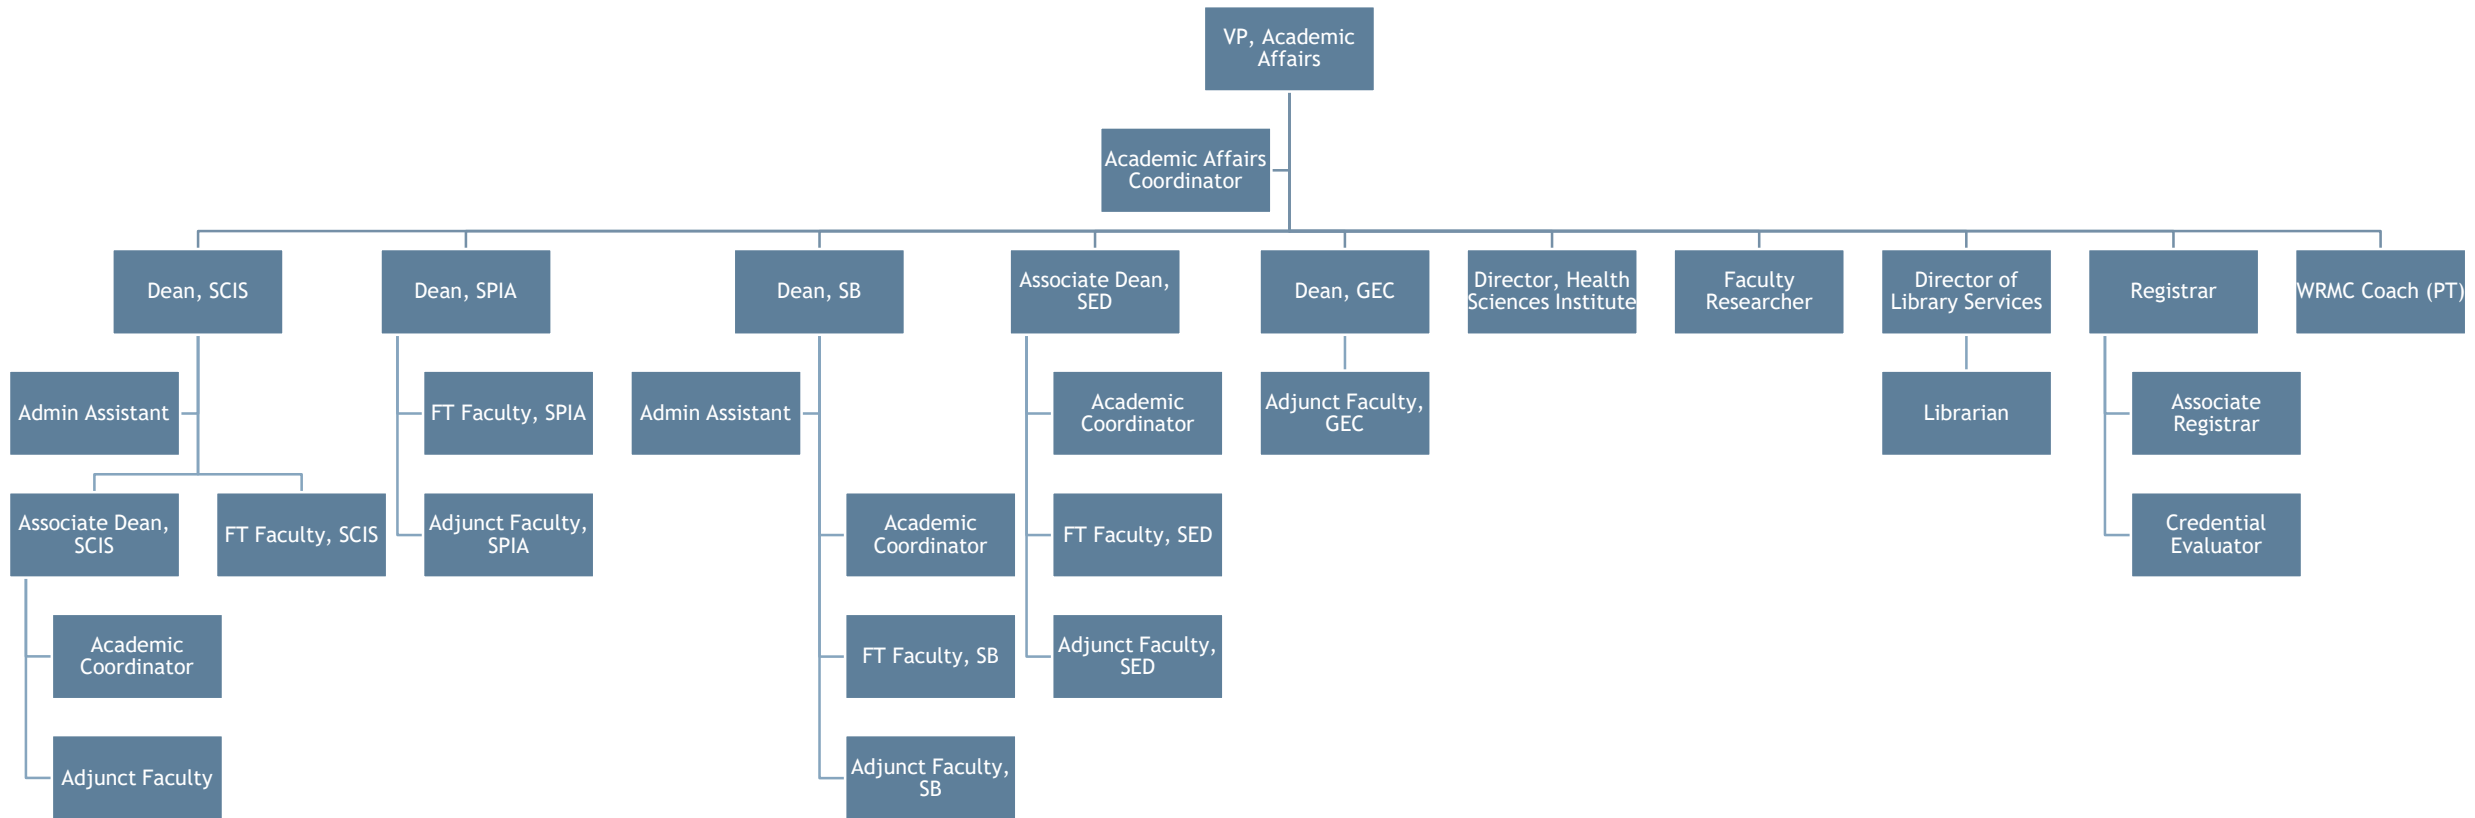 VP, Academic
Affairs
Academic Affairs
Coordinator
Dean, SCIS
Dean, SPIA
Dean, SB
Associate Dean,
SED
Dean, GEC
Director, Health
Sciences Institute
Faculty
Researcher
Director of
Library Services
Registrar
WRMC Coach (PT)
Admin Assistant
FT Faculty, SPIA
Admin Assistant
Academic
Coordinator
Adjunct Faculty,
GEC
Librarian
Associate
Registrar
Associate Dean,
SCIS
FT Faculty, SCIS
Adjunct Faculty,
SPIA
Academic
Coordinator
FT Faculty, SED
Credential
Evaluator
Academic
Coordinator
FT Faculty, SB
Adjunct Faculty,
SED
Adjunct Faculty
Adjunct Faculty,
SB